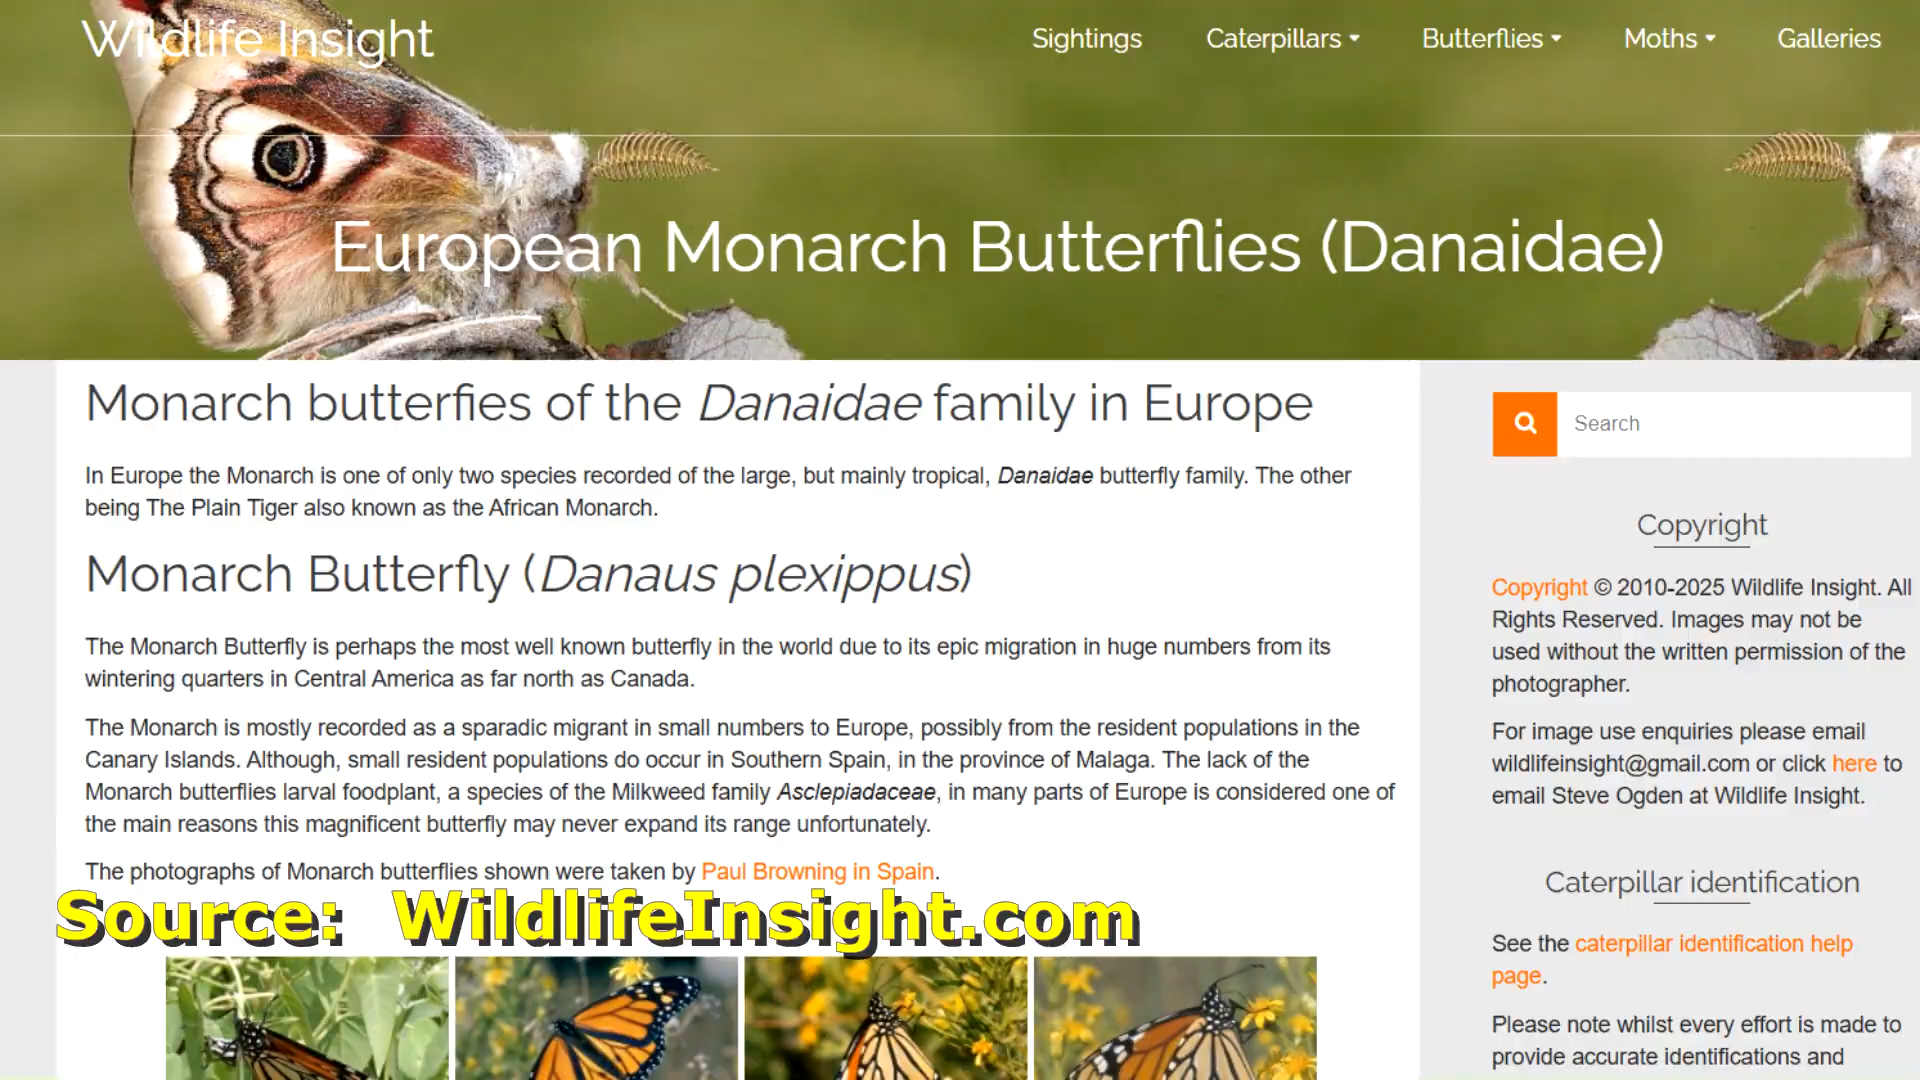 Wildlife Insight
Sightings
Caterpillars
Butterflies
Moths
Galleries
European Monarch Butterflies (Danaidae)
Monarch butterfies of the Danaidae family in Europe
In Europe the Monarch is one of only two species recorded of the large, but mainly tropical, Danaidae butterfly family. The other
being The Plain Tiger also known as the African Monarch.
Monarch Butterfly (Danaus plexippus)
The Monarch Butterfly is perhaps the most well known butterfly in the world due to its epic migration in huge numbers from its
wintering quarters in Central America as far north as Canada.
The Monarch is mostly recorded as a sparadic migrant in small numbers to Europe, possibly from the resident populations in the
Canary Islands. Although, small resident populations do occur in Southern Spain, in the province of Malaga. The lack of the
Monarch butterflies larval foodplant, a species of the Milkweed family Asclepiadaceae, in many parts of Europe is considered one of
the main reasons this magnificent butterfly may never expand its range unfortunately.
The photographs of Monarch butterflies shown were taken by Paul Browning in Spain.
Source: WildlifeInsight.com
Search
Copyright
Copyright © 2010-2025 Wildlife Insight. All
Rights Reserved. Images may not be
used without the written permission of the
photographer.
For image use enquiries please email
wildlifeinsight@gmail.com or click here to
email Steve Ogden at Wildlife Insight.
Caterpillar identification
See the caterpillar identification help
page.
Please note whilst every effort is made to
provide accurate identifications and